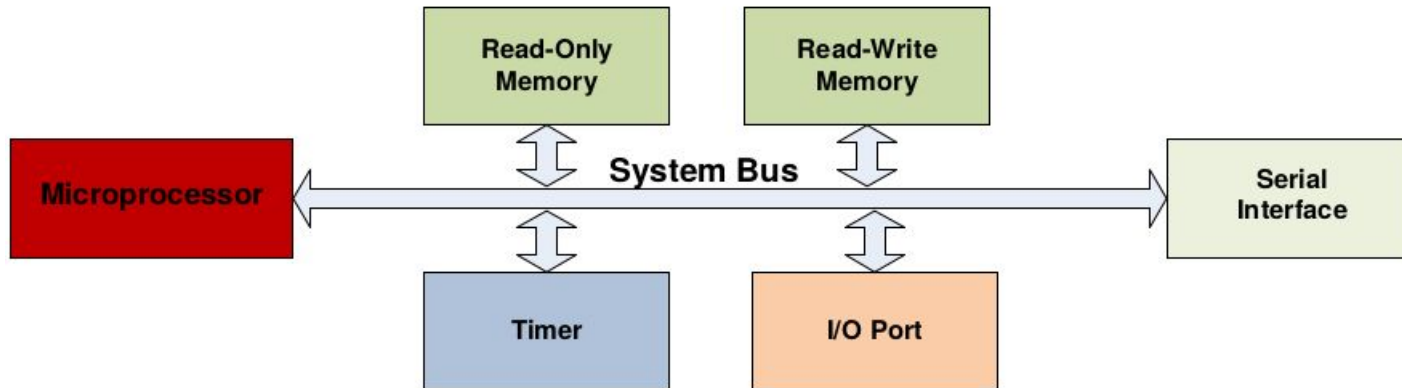 Read-Only
Memory
Read-Write
Memory
System Bus
Microprocessor
Serial
Interface
Timer
I/O Port